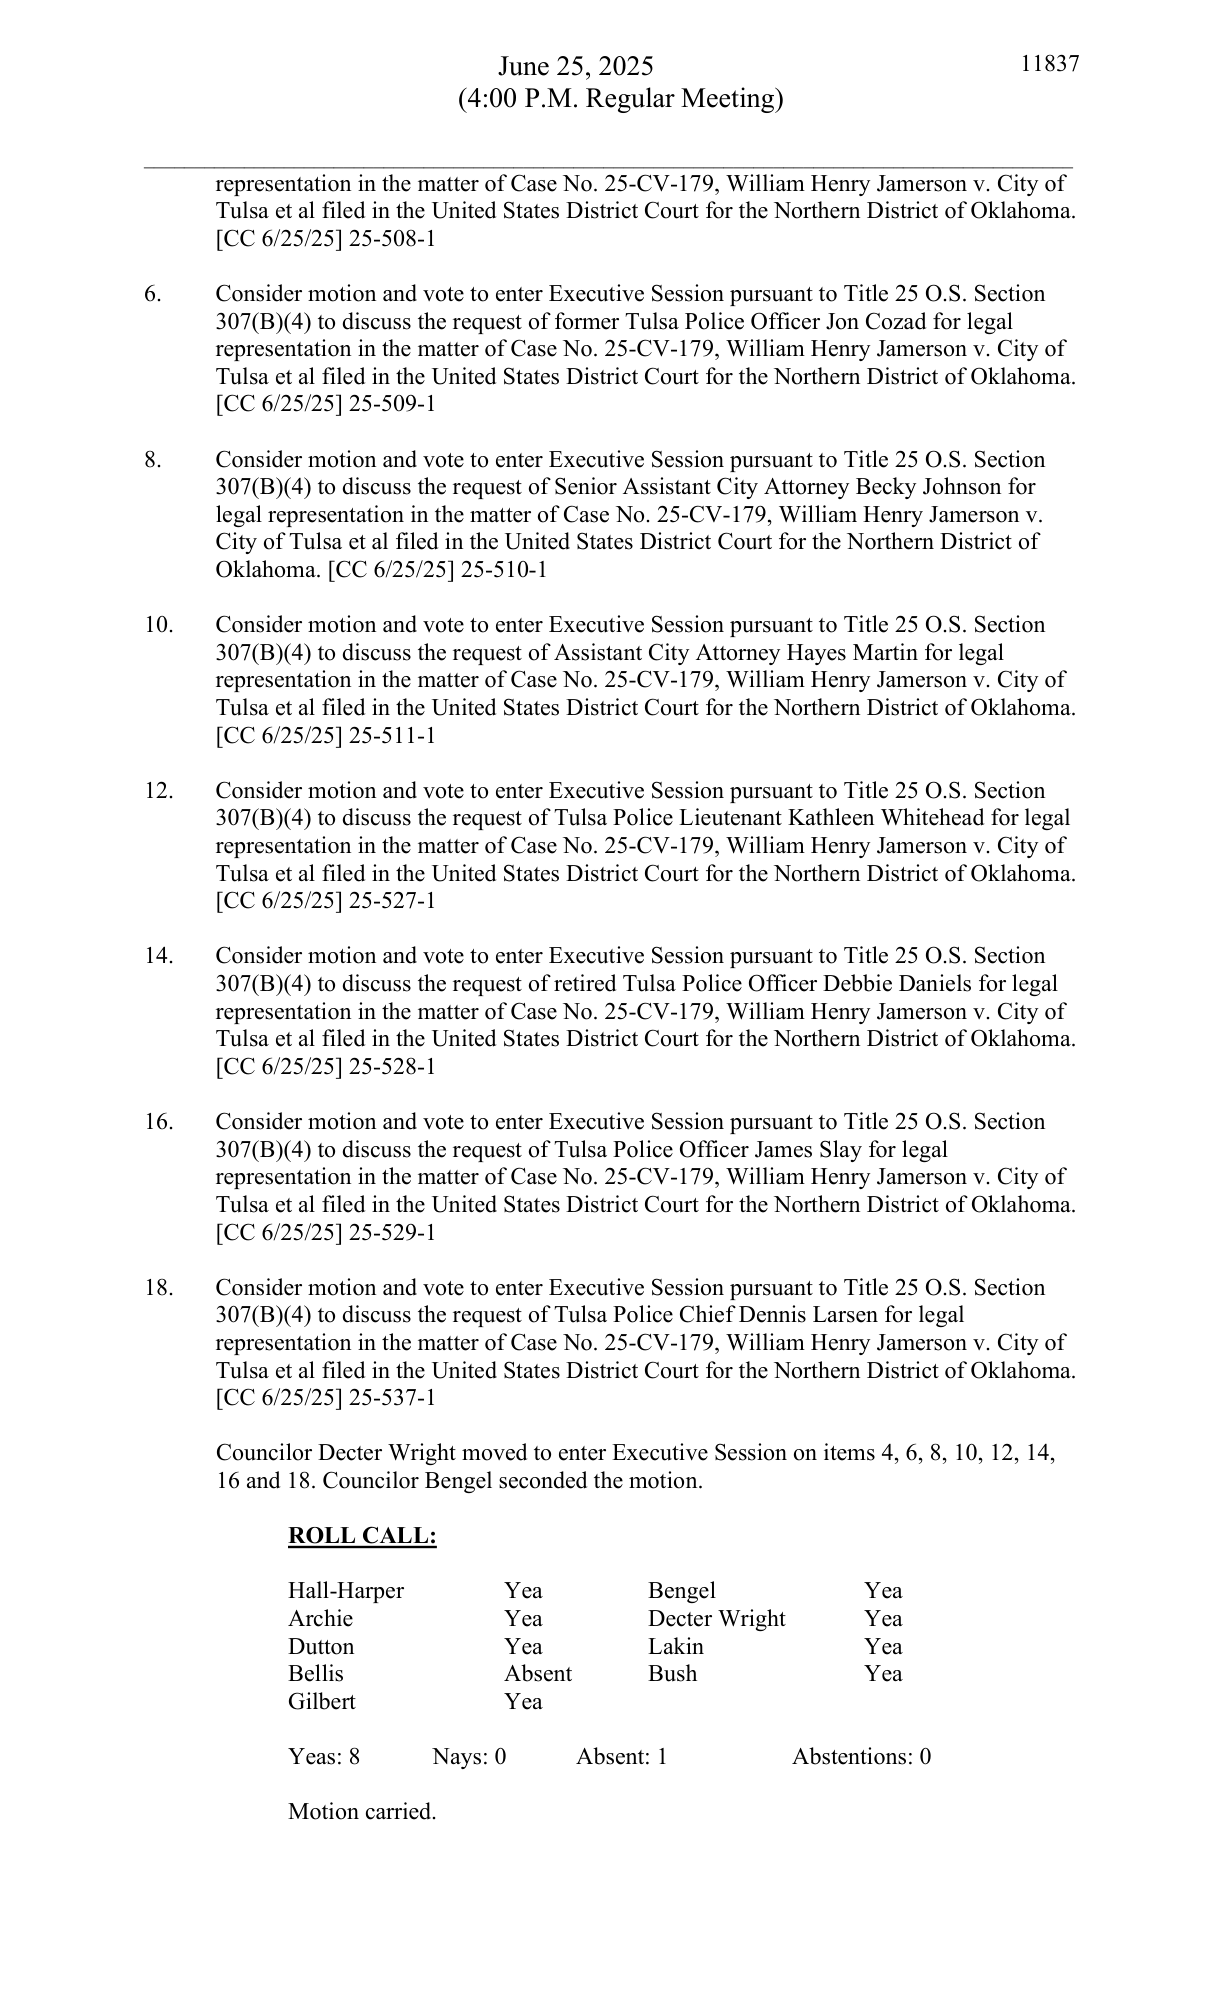 June 25, 2025 11837
(4:00 P.M. Regular Meeting)
representation in the matter of Case No. 25-CV-179, William Henry Jamerson v. City of
Tulsa et al filed in the United States District Court for the Northern District of Oklahoma.
[CC 6/25/25] 25-508-1
6. Consider motion and vote to enter Executive Session pursuant to Title 25 O.S. Section
307(B)(4) to discuss the request of former Tulsa Police Officer Jon Cozad for legal
representation in the matter of Case No. 25-CV-179, William Henry Jamerson v. City of
Tulsa et al filed in the United States District Court for the Northern District of Oklahoma.
[CC 6/25/25] 25-509-1
8. Consider motion and vote to enter Executive Session pursuant to Title 25 O.S. Section
307(B)(4) to discuss the request of Senior Assistant City Attorney Becky Johnson for
legal representation in the matter of Case No. 25-CV-179, William Henry Jamerson v.
City of Tulsa et al filed in the United States District Court for the Northern District of
Oklahoma. [CC 6/25/25] 25-510-1
10. Consider motion and vote to enter Executive Session pursuant to Title 25 O.S. Section
307(B)(4) to discuss the request of Assistant City Attorney Hayes Martin for legal
representation in the matter of Case No. 25-CV-179, William Henry Jamerson v. City of
Tulsa et al filed in the United States District Court for the Northern District of Oklahoma.
[CC 6/25/25] 25-511-1
12. Consider motion and vote to enter Executive Session pursuant to Title 25 O.S. Section
307(B)(4) to discuss the request of Tulsa Police Lieutenant Kathleen Whitehead for legal
representation in the matter of Case No. 25-CV-179, William Henry Jamerson v. City of
Tulsa et al filed in the United States District Court for the Northern District of Oklahoma.
[CC 6/25/25] 25-527-1
14. Consider motion and vote to enter Executive Session pursuant to Title 25 O.S. Section
307(B)(4) to discuss the request of retired Tulsa Police Officer Debbie Daniels for legal
representation in the matter of Case No. 25-CV-179, William Henry Jamerson v. City of
Tulsa et al filed in the United States District Court for the Northern District of Oklahoma.
[CC 6/25/25] 25-528-1
16. Consider motion and vote to enter Executive Session pursuant to Title 25 O.S. Section
307(B)(4) to discuss the request of Tulsa Police Officer James Slay for legal
representation in the matter of Case No. 25-CV-179, William Henry Jamerson v. City of
Tulsa et al filed in the United States District Court for the Northern District of Oklahoma.
[CC 6/25/25] 25-529-1
18. Consider motion and vote to enter Executive Session pursuant to Title 25 O.S. Section
307(B)(4) to discuss the request of Tulsa Police Chief Dennis Larsen for legal
representation in the matter of Case No. 25-CV-179, William Henry Jamerson v. City of
Tulsa et al filed in the United States District Court for the Northern District of Oklahoma.
[CC 6/25/25] 25-537-1
Councilor Decter Wright moved to enter Executive Session on items 4, 6, 8, 10, 12, 14,
16 and 18. Councilor Bengel seconded the motion.
ROLL CALL:
Hall-Harper Yea Bengel Yea
Archie Yea Decter Wright Yea
Dutton Yea Lakin Yea
Bellis Absent Bush Yea
Gilbert Yea
Yeas: 8 Nays: 0 Absent: 1 Abstentions: 0
Motion carried.